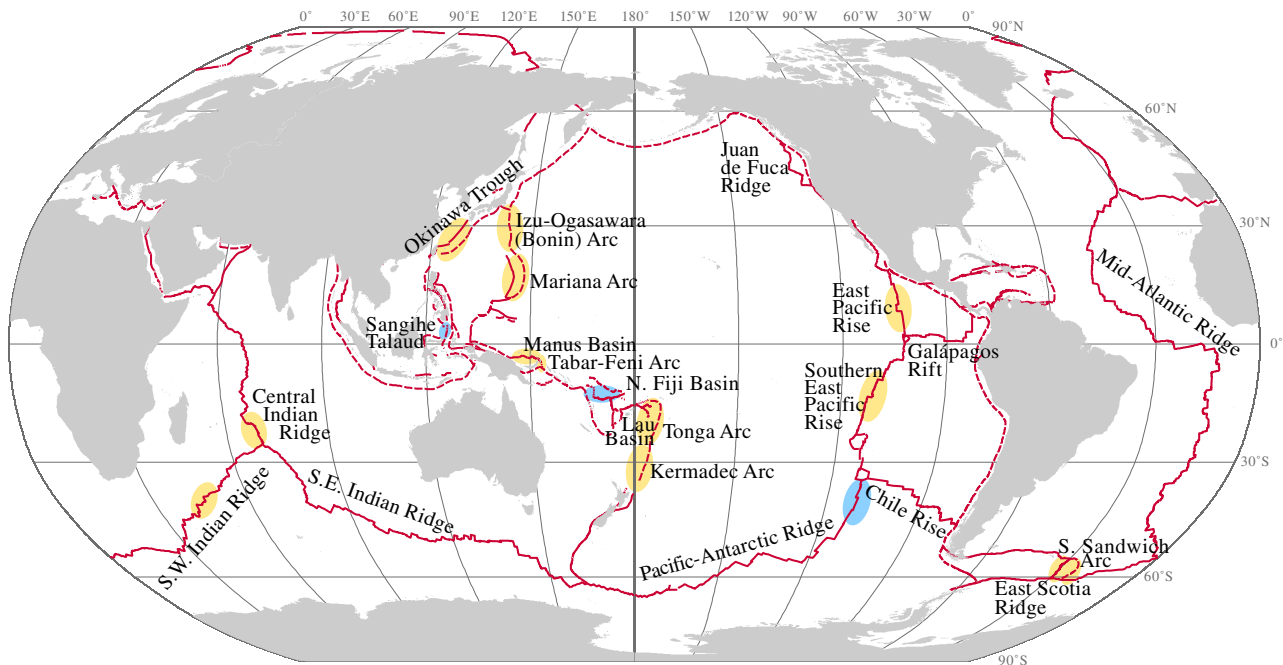 0° 30°E 60°E 90°E 120°E 150°E 180° 150°W 120°W 90°W 60°W 30°W 0°
90°N
60°N
Juan
de Fuca
Ridge
Okinawa Trough
Izu-Ogasawara
(Bonin) Arc
30°N
Mariana Arc
Mid-Atlantic Ridge
East
Pacific
Rise
Sangihe
Talaud
Manus Basin
Tabar-Feni Arc
0°
Galápagos
Rift
N. Fiji Basin
Southern
East
Pacific
Rise
Central
Indian
Ridge
Lau
Basin
Tonga Arc
Kermadec Arc
30°S
S.W. Indian Ridge
S.E. Indian Ridge
Chile Rise
Pacific-Antarctic Ridge
S. Sandwich
Arc
60°S
East Scotia
Ridge
90°S